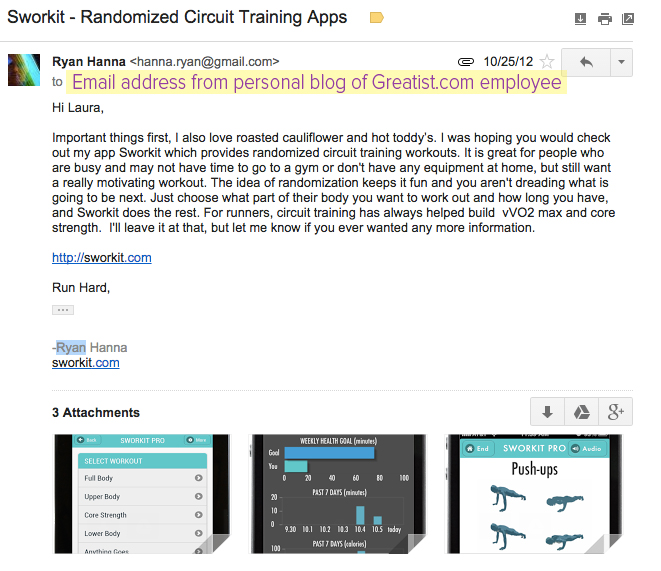 Sworkit - Randomized Circuit Training Apps
Ryan Hanna <hanna.ryan@gmail.com>
10/25/12
to Email address from personal blog of Greatist.com employee
Hi Laura,
Important things first, I also love roasted cauliflower and hot toddy's. I was hoping you would check
out my app Sworkit which provides randomized circuit training workouts. It is great for people who
are busy and may not have time to go to a gym or don't have any equipment at home, but still want
a really motivating workout. The idea of randomization keeps it fun and you aren't dreading what is
going to be next. Just choose what part of their body you want to work out and how long you have,
and Sworkit does the rest. For runners, circuit training has always helped build vVO2 max and core
strength. I'll leave it at that, but let me know if you ever wanted any more information.
http://sworkit.com
Run Hard,
...
-Ryan Hanna
sworkit.com
3 Attachments
g+
Back
SWORKIT PRO
More
SELECT WORKOUT
Full Body
Upper Body
Core Strength
Lower Body
Anything Goes
WEEKLY HEALTH GOAL (minutes)
Goal
You
0 20 40 60 80 100
PAST 7 DAYS (minutes)
20
10
0
9.30 10.1 10.2 10.3 10.4 10.5 today
PAST 7 DAYS (calories)
100
End
SWORKIT PRO
Audio
Push-ups